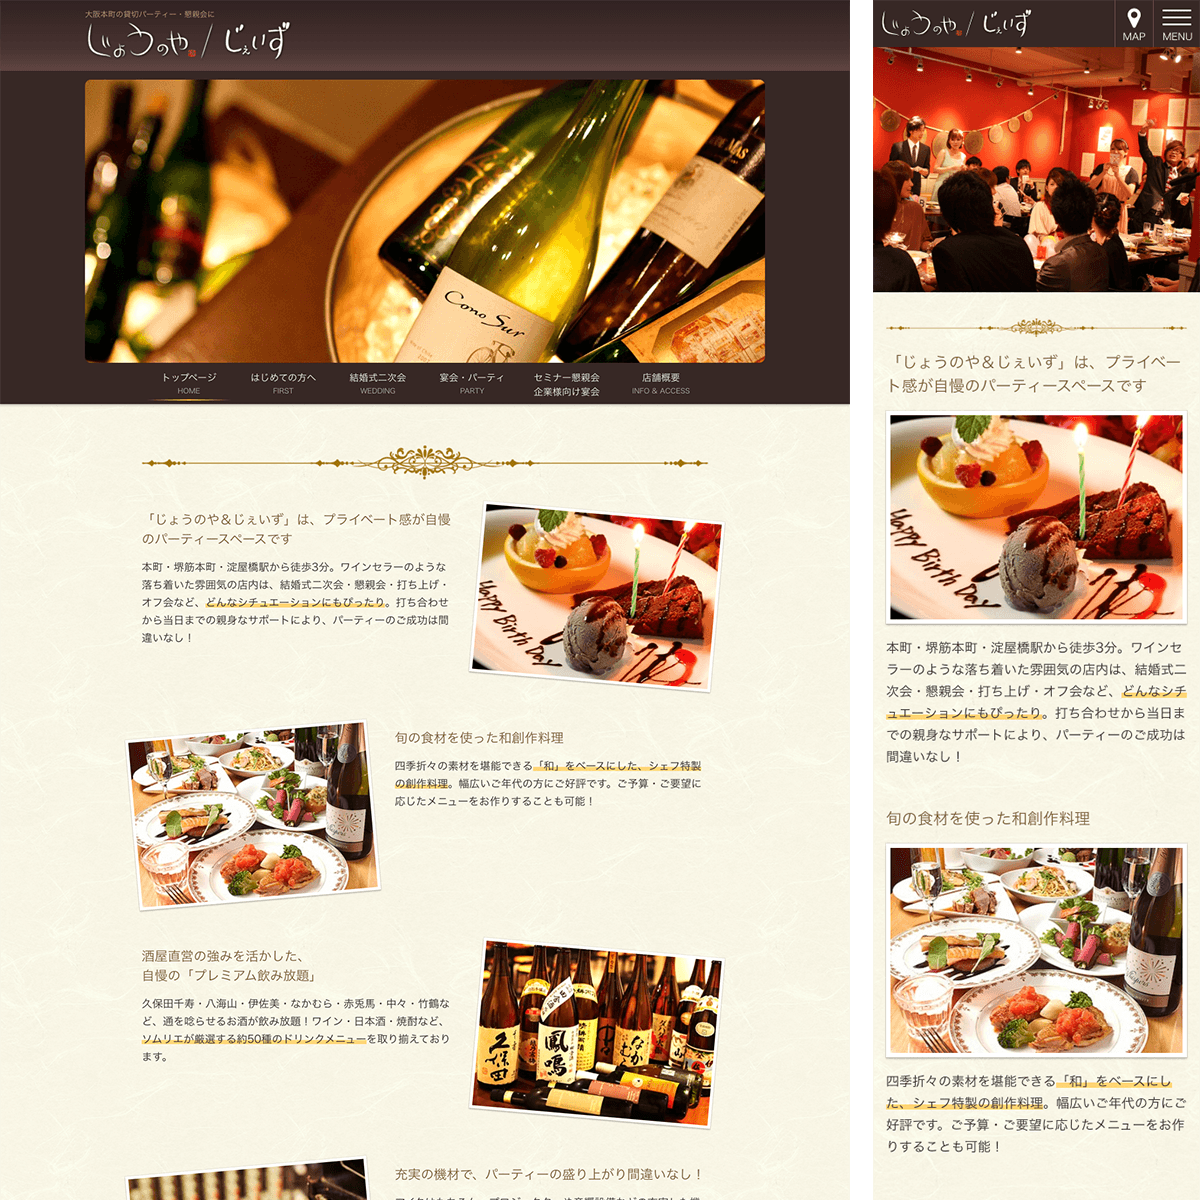 大阪本町の貸切パーティー・懇親会に
じょうのや / じぇいず
DE MAS
Cono Sur
トップページ
HOME
はじめての方へ
FIRST
結婚式二次会
WEDDING
宴会・パーティ
PARTY
セミナー懇親会
企業様向け宴会
店舗概要
INFO & ACCESS
「じょうのや＆じぇいず」は、プライベート感が自慢
のパーティースペースです
本町・堺筋本町・淀屋橋駅から徒歩3分。ワインセラーのような
落ち着いた雰囲気の店内は、結婚式二次会・懇親会・打ち上げ・
オフ会など、どんなシチュエーションにもぴったり。打ち合わせ
から当日までの親身なサポートにより、パーティーのご成功は間
違いなし！
Happy Birth Day
旬の食材を使った和創作料理
四季折々の素材を堪能できる「和」をベースにした、シェフ特製
の創作料理。幅広いご年代の方にご好評です。ご予算・ご要望に
応じたメニューをお作りすることも可能！
酒屋直営の強みを活かした、
自慢の「プレミアム飲み放題」
久保田千寿・八海山・伊佐美・なかむら・赤兎馬・中々・竹鶴な
ど、通を唸らせるお酒が飲み放題！ワイン・日本酒・焼酎など、
ソムリエが厳選する約50種のドリンクメニューを取り揃えており
ます。
久保田
鳳鳴
なかむら
充実の機材で、パーティーの盛り上がり間違いなし！
じょうのや / じぇいず
MAP
MENU
「じょうのや＆じぇいず」は、プライベー
ト感が自慢のパーティースペースです
Happy Birth Day
本町・堺筋本町・淀屋橋駅から徒歩3分。ワインセ
ラーのような落ち着いた雰囲気の店内は、結婚式二
次会・懇親会・打ち上げ・オフ会など、どんなシチ
ュエーションにもぴったり。打ち合わせから当日ま
での親身なサポートにより、パーティーのご成功は
間違いなし！
旬の食材を使った和創作料理
四季折々の素材を堪能できる「和」をベースにし
た、シェフ特製の創作料理。幅広いご年代の方にご
好評です。ご予算・ご要望に応じたメニューをお作
りすることも可能！